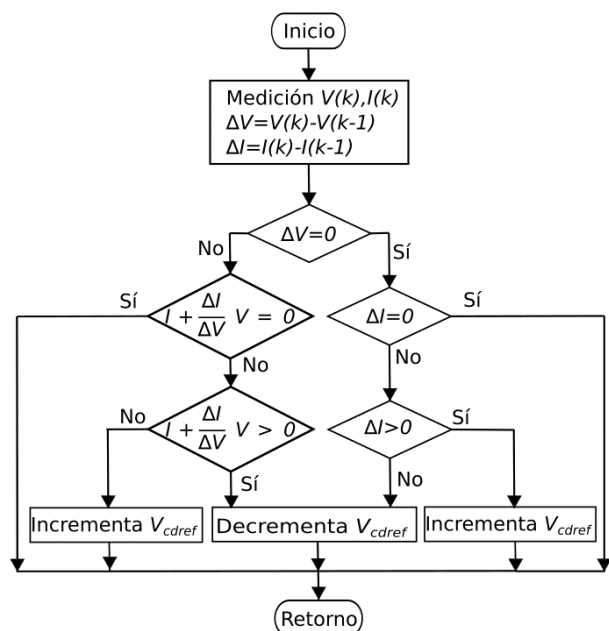 Inicio
Medición V(k),I(k)
ΔV=V(k)-V(k-1)
ΔI=I(k)-I(k-1)
ΔV=0
No
Sí
I + ΔI/ΔV V = 0
Sí
No
ΔI=0
Sí
No
I + ΔI/ΔV V > 0
No
Sí
ΔI>0
Sí
No
Incrementa Vcdref
Decrementa Vcdref
Incrementa Vcdref
Retorno